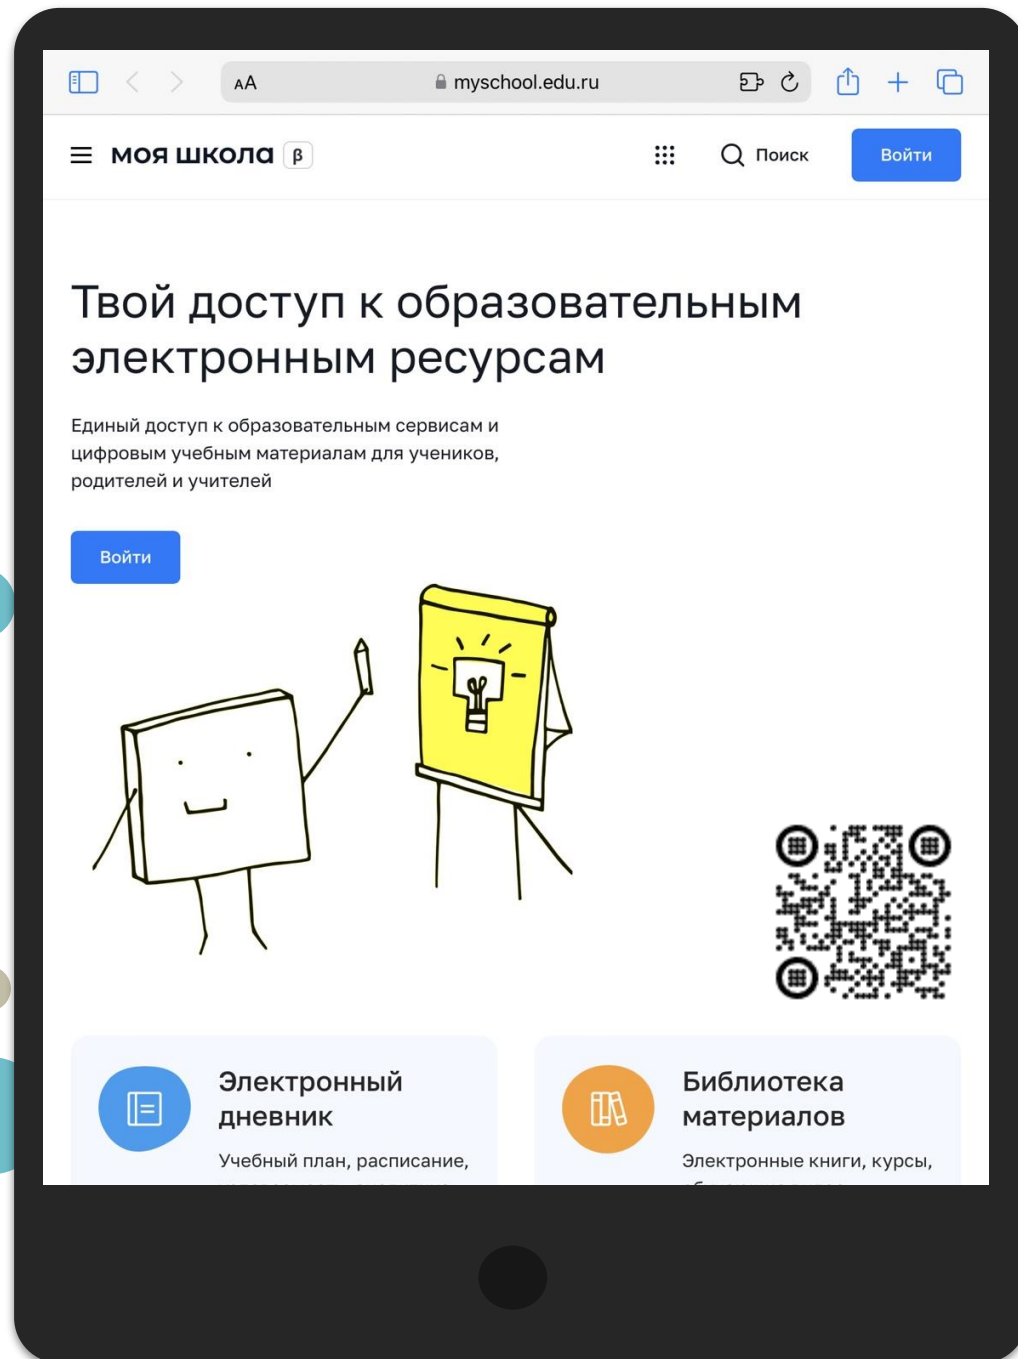 AA
myschool.edu.ru
моя школа β
Поиск
Войти
Твой доступ к образовательным
электронным ресурсам
Единый доступ к образовательным сервисам и
цифровым учебным материалам для учеников,
родителей и учителей
Войти
Электронный
дневник
Учебный план, расписание,
Библиотека
материалов
Электронные книги, курсы,